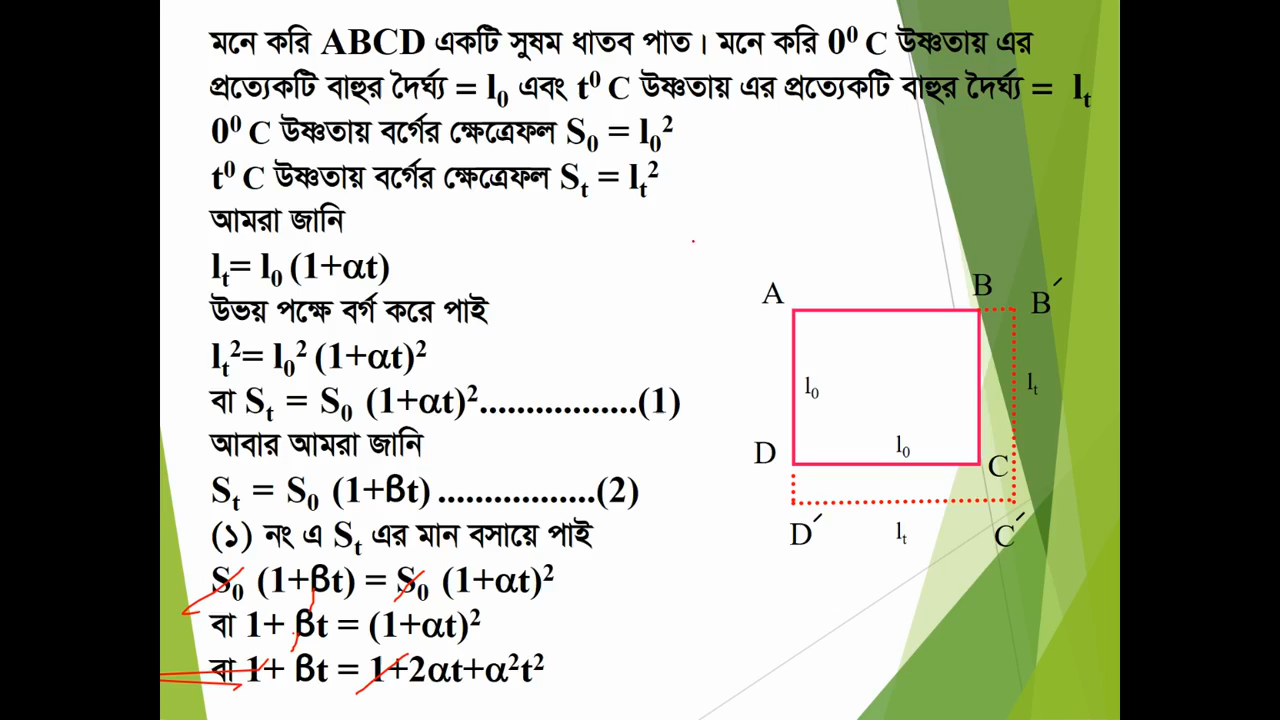 মনে করি ABCD একটি সুষম ধাতব পাত। মনে করি 0⁰ C উষ্ণতায় এর
প্রত্যেকটি বাহুর দৈর্ঘ্য = l₀ এবং t⁰ C উষ্ণতায় এর প্রত্যেকটি বাহুর দৈর্ঘ্য = lₜ
0⁰ C উষ্ণতায় বর্গের ক্ষেত্রেফল S₀ = l₀²
t⁰ C উষ্ণতায় বর্গের ক্ষেত্রেফল Sₜ = lₜ²
আমরা জানি
lₜ= l₀ (1+αt)
উভয় পক্ষে বর্গ করে পাই
lₜ²= l₀² (1+αt)²
বা Sₜ = S₀ (1+αt)².................(1)
আবার আমরা জানি
Sₜ = S₀ (1+βt) .................(2)
(১) নং এ Sₜ এর মান বসায়ে পাই
S₀ (1+βt) = S₀ (1+αt)²
বা 1+ βt = (1+αt)²
বা 1+ βt = 1+2αt+α²t²
A
B
B´
l₀
lₜ
D
l₀
C
D´
lₜ
C´